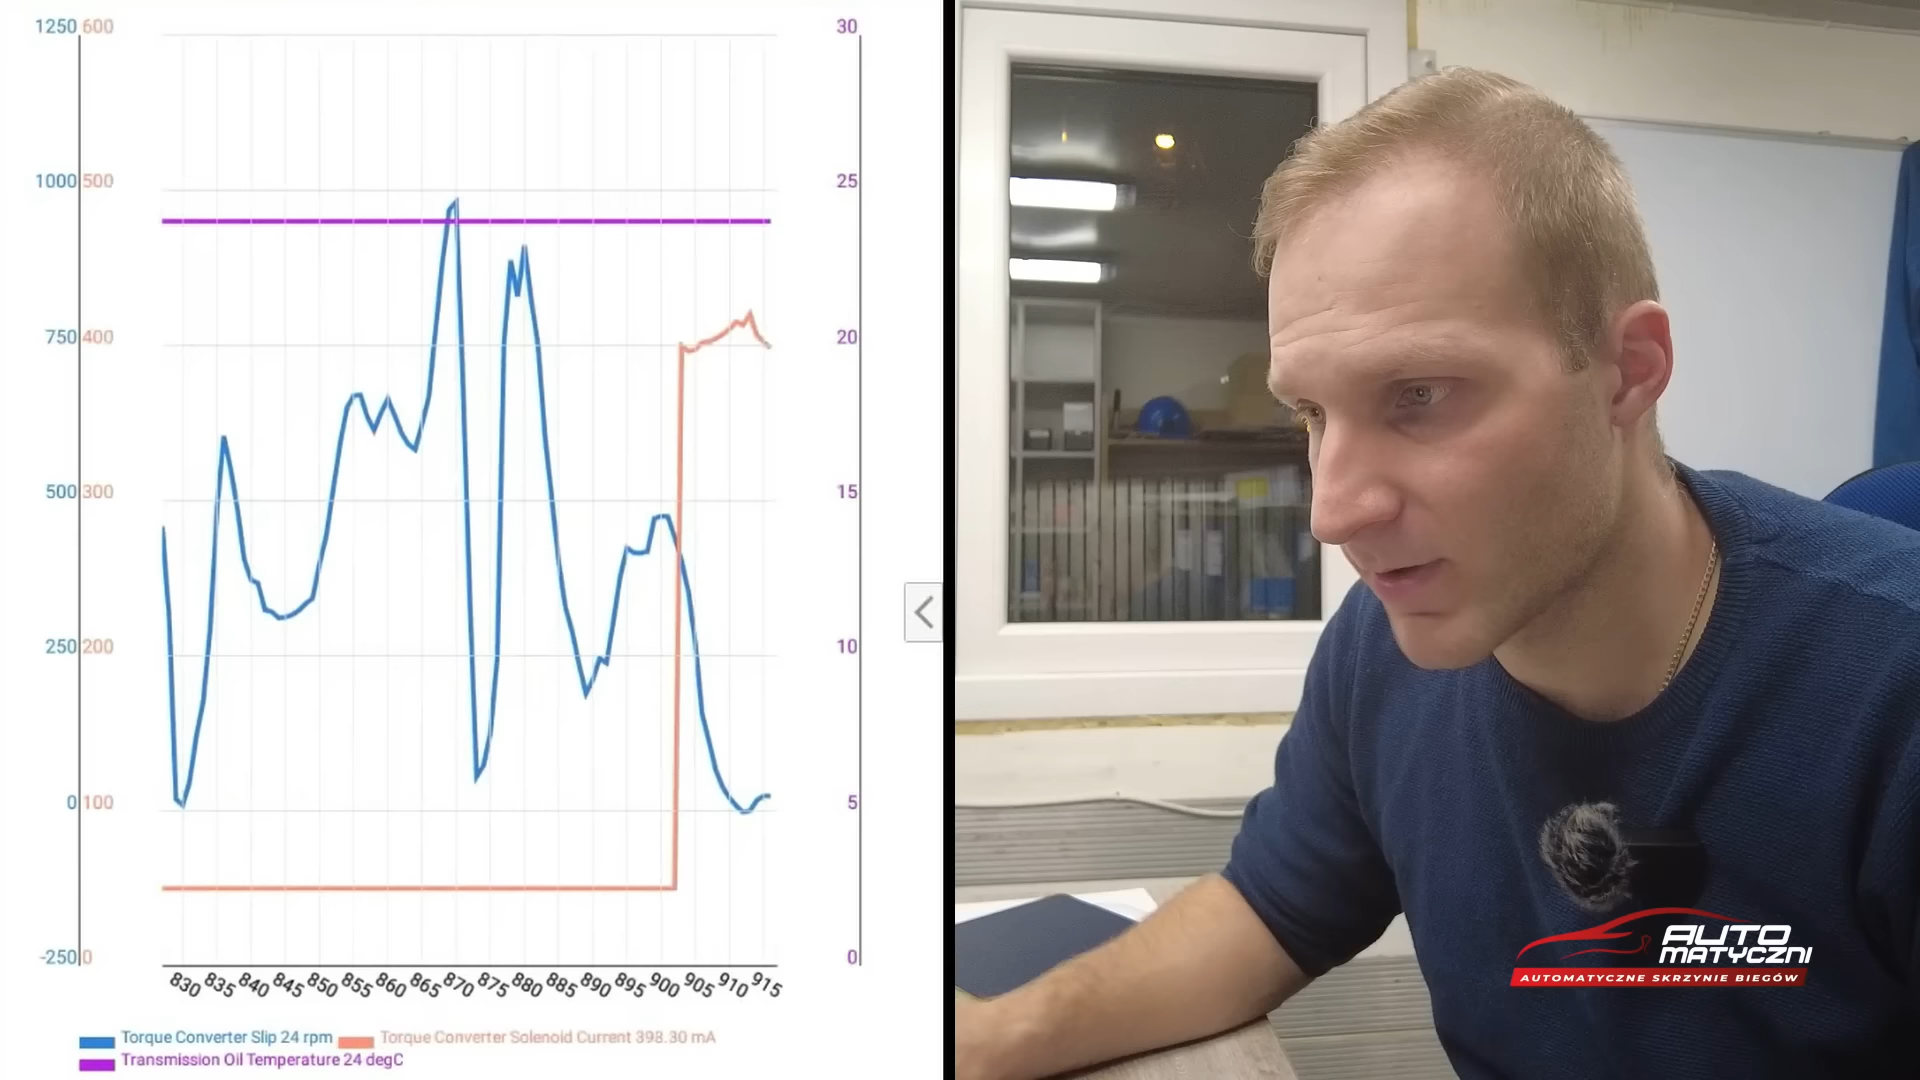 1250 600 30
1000 500 25
750 400 20
500 300 15
250 200 10
0 100 5
-250 0 0
830 835 840 845 850 855 860 865 870 875 880 885 890 895 900 905 910 915
Torque Converter Slip 24 rpm Torque Converter Solenoid Current 398.30 mA
Transmission Oil Temperature 24 degC
AUTO
MATYCZNI
AUTOMATYCZNE SKRZYNIE BIEGÓW